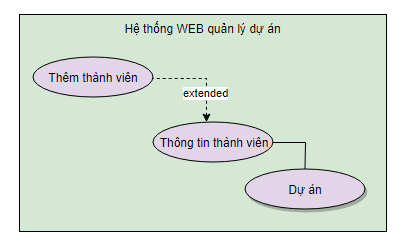 Hệ thống WEB quản lý dự án
Thêm thành viên
extended
Thông tin thành viên
Dự án